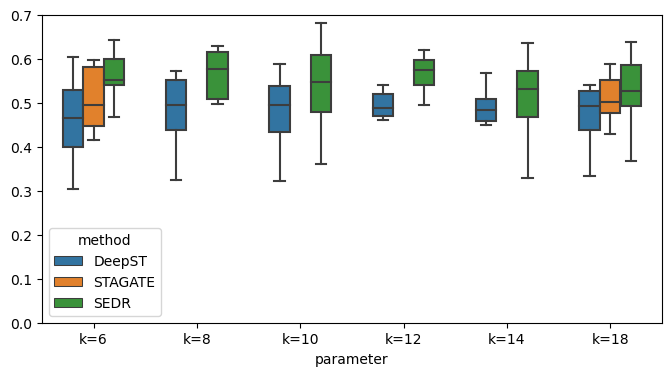 0.7
0.6
0.5
0.4
0.3
0.2
0.1
0.0
method
DeepST
STAGATE
SEDR
k=6 k=8 k=10 k=12 k=14 k=18
parameter